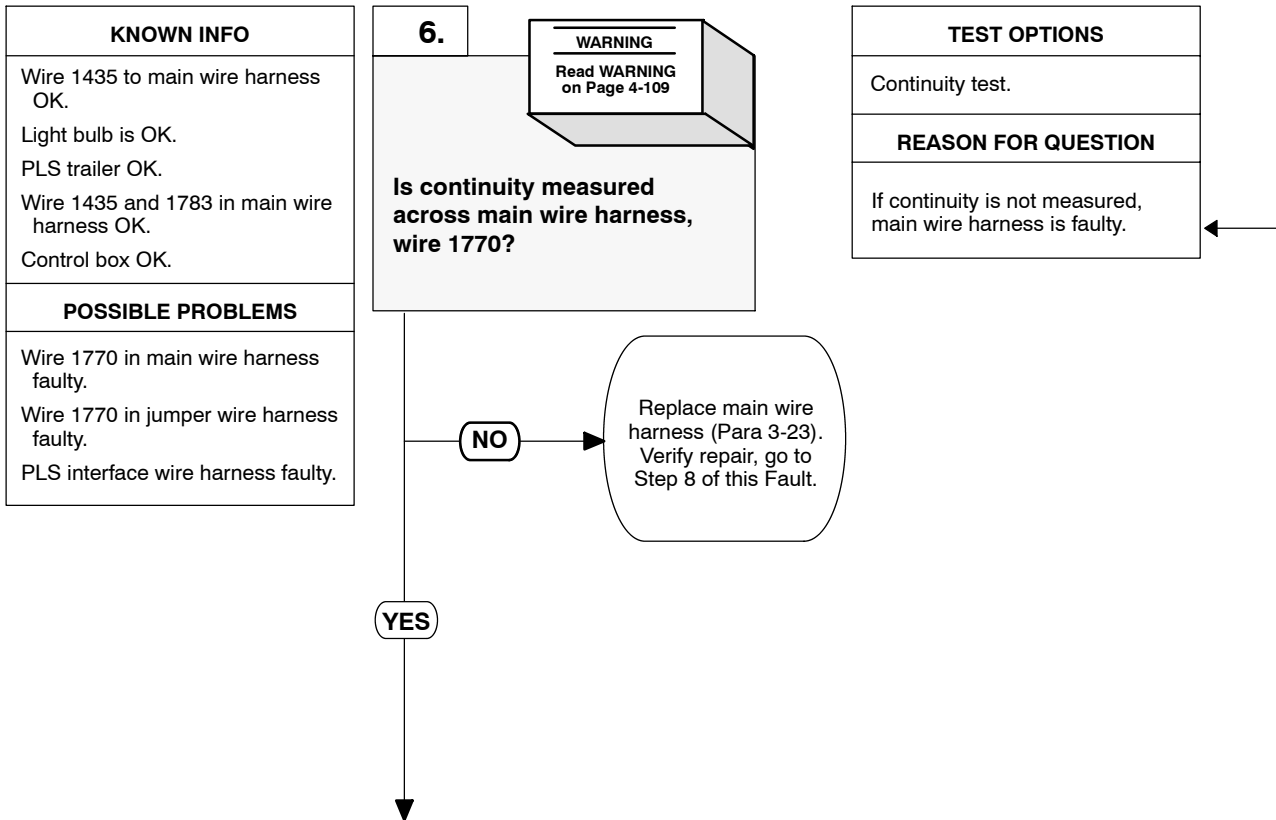 KNOWN INFO
Wire 1435 to main wire harness
OK.
Light bulb is OK.
PLS trailer OK.
Wire 1435 and 1783 in main wire
harness OK.
Control box OK.
POSSIBLE PROBLEMS
Wire 1770 in main wire harness
faulty.
Wire 1770 in jumper wire harness
faulty.
PLS interface wire harness faulty.
6.
WARNING
Read WARNING
on Page 4-109
Is continuity measured
across main wire harness,
wire 1770?
TEST OPTIONS
Continuity test.
REASON FOR QUESTION
If continuity is not measured,
main wire harness is faulty.
NO
Replace main wire
harness (Para 3-23).
Verify repair, go to
Step 8 of this Fault.
YES